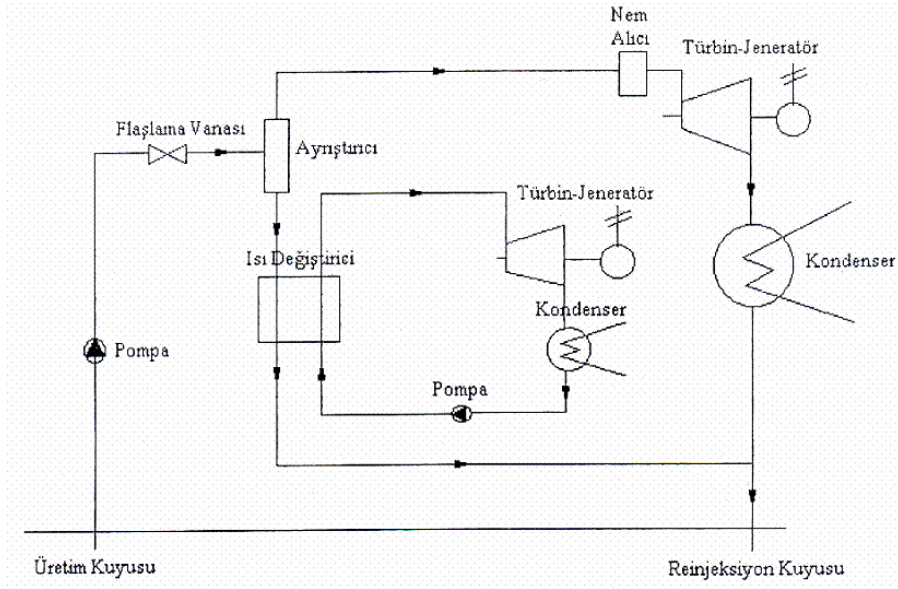 Nem
Alıcı
Türbin-Jeneratör
Flaşlama Vanası
Ayrıştırıcı
Türbin-Jeneratör
Isı Değiştirici
Kondenser
Kondenser
Pompa
Pompa
Üretim Kuyusu
Reinjeksiyon Kuyusu